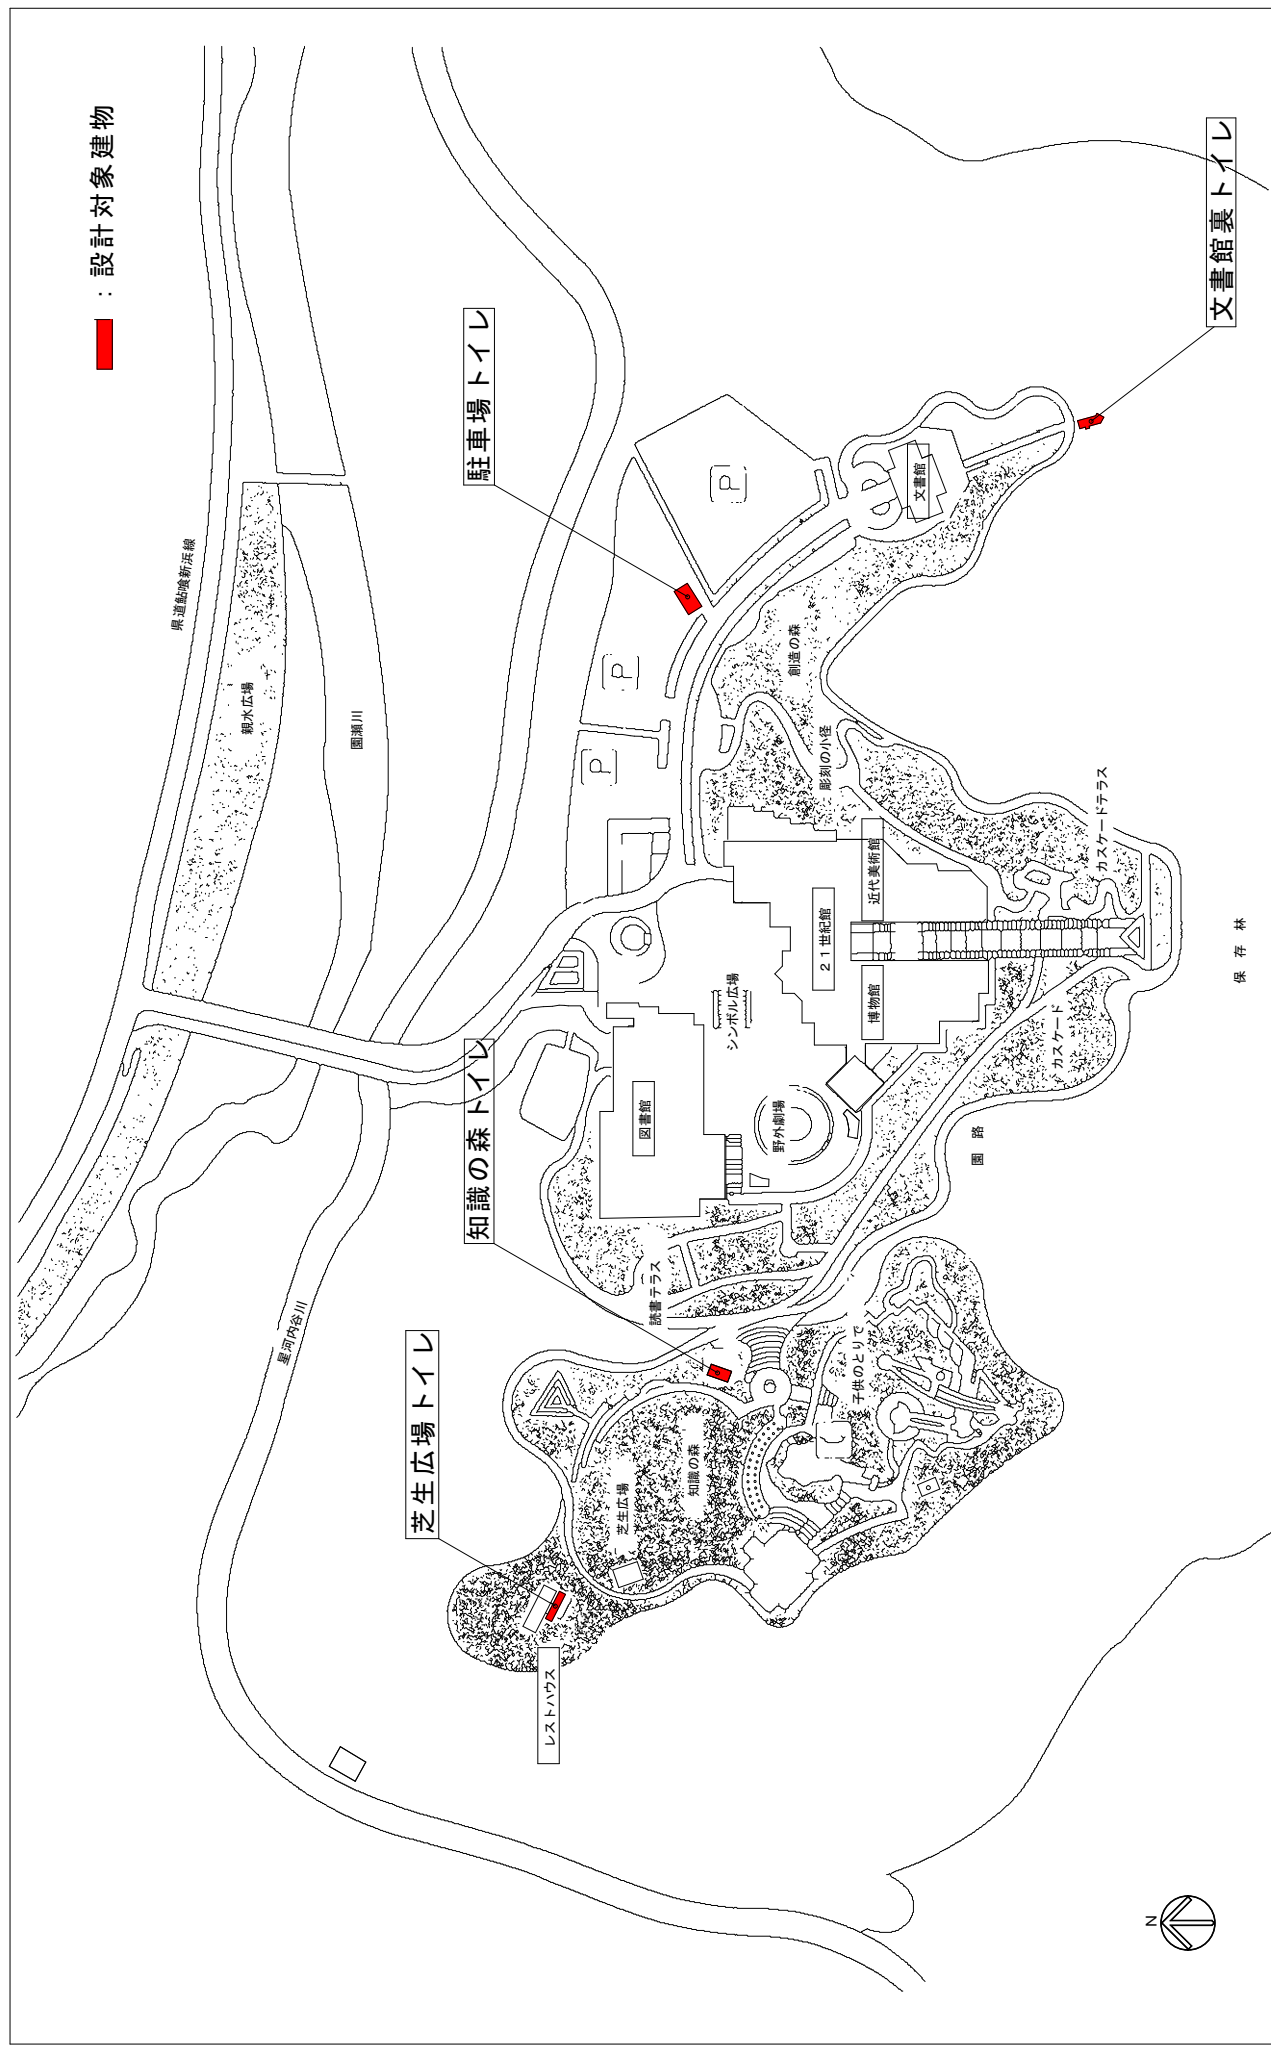 ：設計対象建物
県道鮎喰新浜線
親水広場
園瀬川
星河内谷川
駐車場トイレ
文書館裏トイレ
知識の森トイレ
芝生広場トイレ
P
P
P
文書館
創造の森
彫刻の小径
近代美術館
21世紀館
博物館
カスケードテラス
カスケード
保存林
シンボル広場
図書館
野外劇場
園路
読書テラス
子供のとりで
知識の森
芝生広場
レストハウス
N